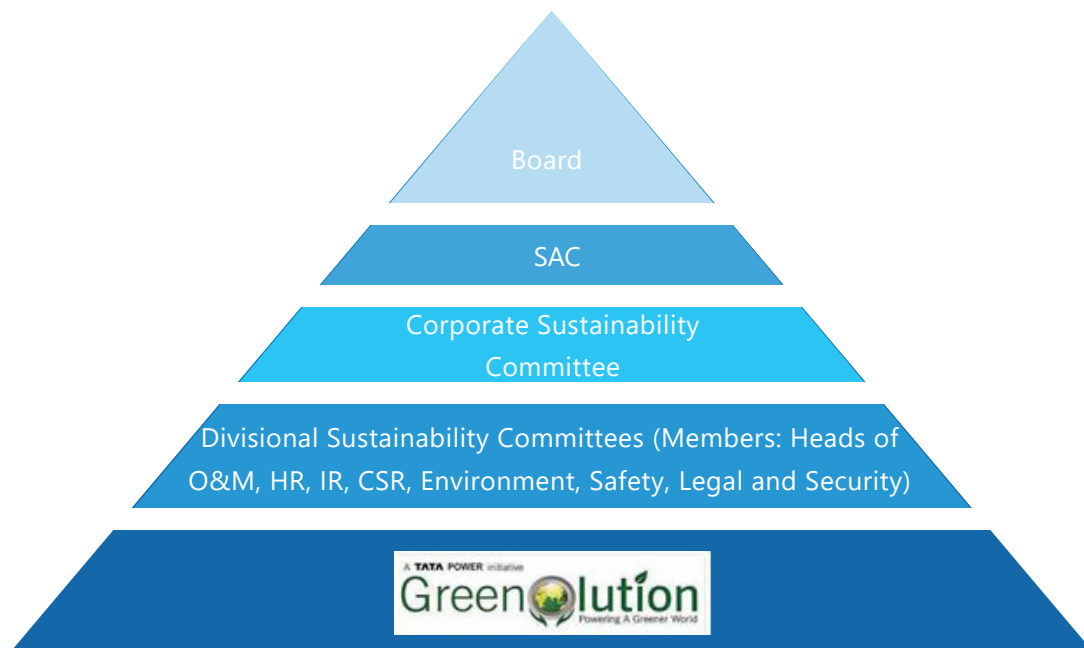 Board
SAC
Corporate Sustainability
Committee
Divisional Sustainability Committees (Members: Heads of
O&M, HR, IR, CSR, Environment, Safety, Legal and Security)
A TATA POWER initiative
Greenolution
Powering A Greener World